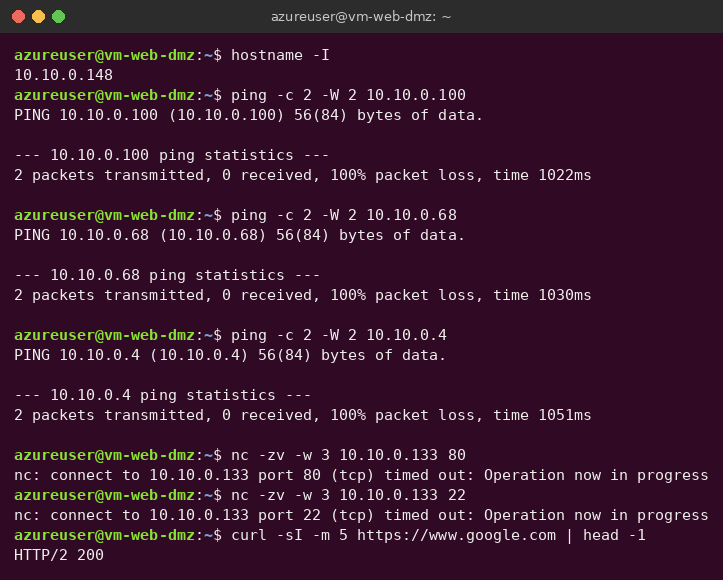 azureuser@vm-web-dmz: ~
azureuser@vm-web-dmz:~$ hostname -I
10.10.0.148
azureuser@vm-web-dmz:~$ ping -c 2 -W 2 10.10.0.100
PING 10.10.0.100 (10.10.0.100) 56(84) bytes of data.
--- 10.10.0.100 ping statistics ---
2 packets transmitted, 0 received, 100% packet loss, time 1022ms
azureuser@vm-web-dmz:~$ ping -c 2 -W 2 10.10.0.68
PING 10.10.0.68 (10.10.0.68) 56(84) bytes of data.
--- 10.10.0.68 ping statistics ---
2 packets transmitted, 0 received, 100% packet loss, time 1030ms
azureuser@vm-web-dmz:~$ ping -c 2 -W 2 10.10.0.4
PING 10.10.0.4 (10.10.0.4) 56(84) bytes of data.
--- 10.10.0.4 ping statistics ---
2 packets transmitted, 0 received, 100% packet loss, time 1051ms
azureuser@vm-web-dmz:~$ nc -zv -w 3 10.10.0.133 80
nc: connect to 10.10.0.133 port 80 (tcp) timed out: Operation now in progress
azureuser@vm-web-dmz:~$ nc -zv -w 3 10.10.0.133 22
nc: connect to 10.10.0.133 port 22 (tcp) timed out: Operation now in progress
azureuser@vm-web-dmz:~$ curl -sI -m 5 https://www.google.com | head -1
HTTP/2 200